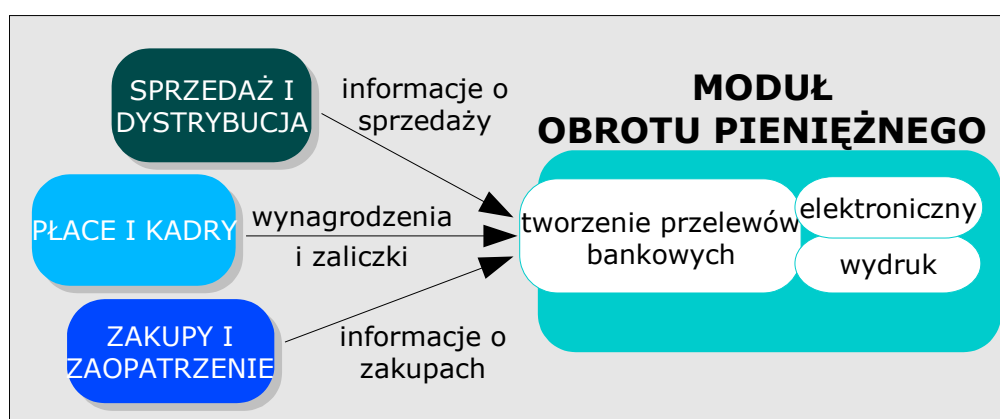 SPRZEDAŻ I
DYSTRYBUCJA
informacje o
sprzedaży
MODUŁ
OBROTU PIENIĘŻNEGO
PŁACE I KADRY
wynagrodzenia
i zaliczki
tworzenie przelewów
bankowych
elektroniczny
wydruk
ZAKUPY I
ZAOPATRZENIE
informacje o
zakupach